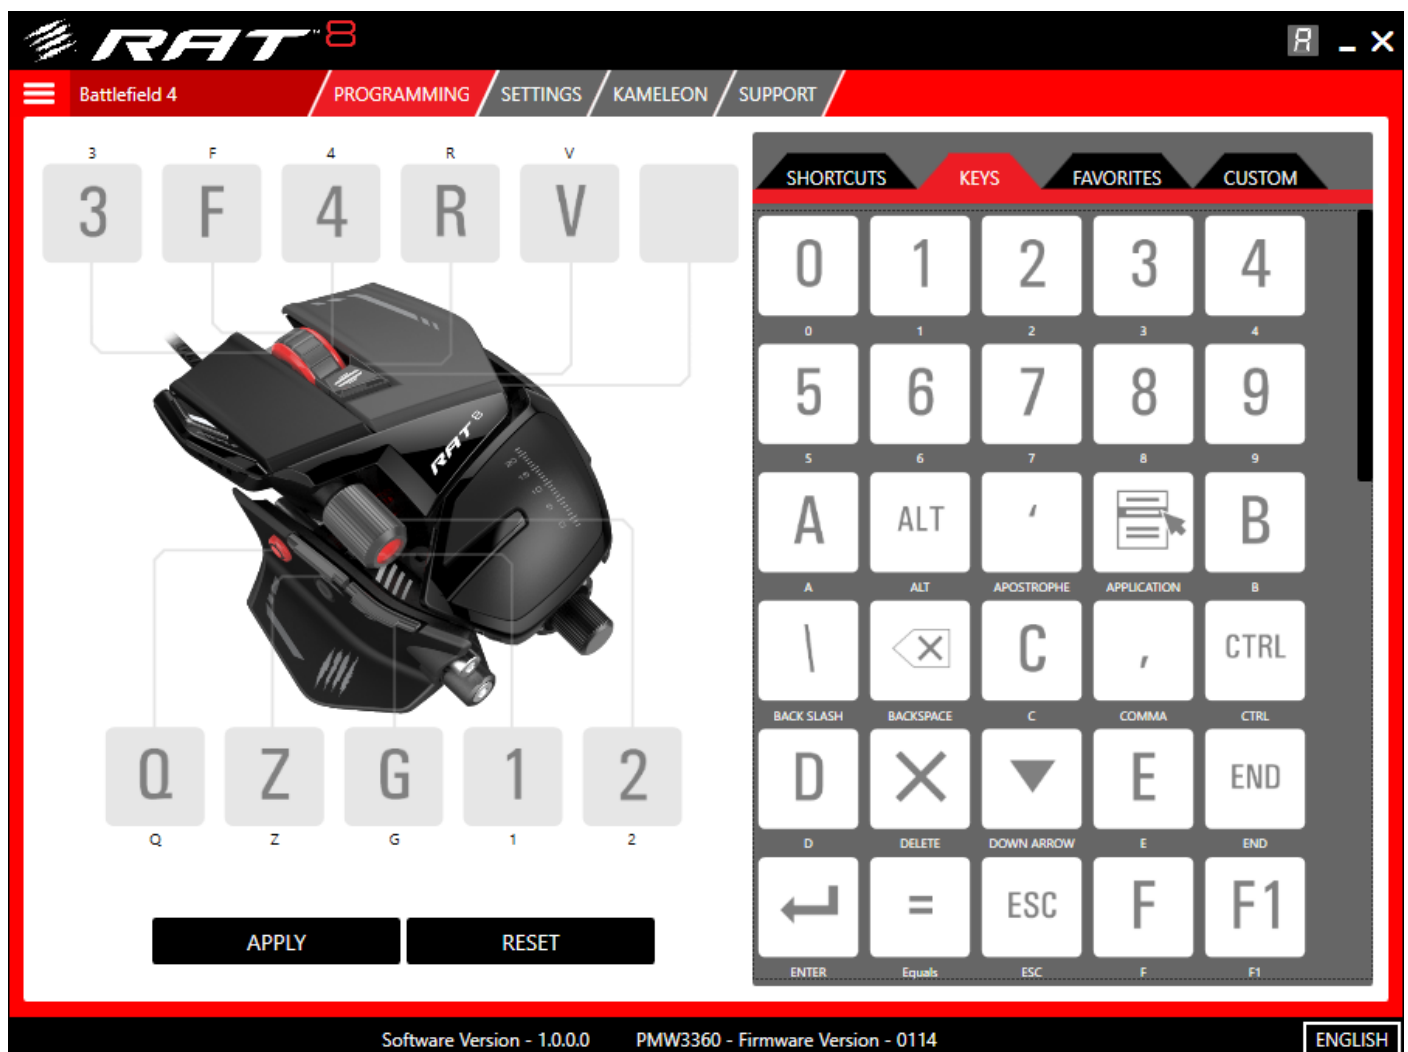 RAT™8
A
Battlefield 4
PROGRAMMING
SETTINGS
KAMELEON
SUPPORT
3 F 4 R V
3 F 4 R V
RAT 8
Q Z G 1 2
Q Z G 1 2
APPLY
RESET
SHORTCUTS
KEYS
FAVORITES
CUSTOM
0 1 2 3 4
0 1 2 3 4
5 6 7 8 9
5 6 7 8 9
A ALT ‘ B
A ALT APOSTROPHE APPLICATION B
\ C , CTRL
BACK SLASH BACKSPACE C COMMA CTRL
D E END
D DELETE DOWN ARROW E END
= ESC F F1
ENTER Equals ESC F F1
Software Version - 1.0.0.0
PMW3360 - Firmware Version - 0114
ENGLISH